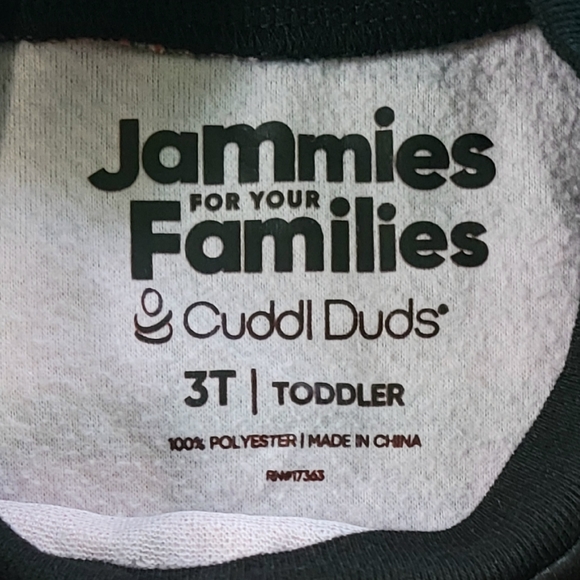 Jammies
FOR YOUR
Families
Cuddl Duds®
3T | TODDLER
100% POLYESTER | MADE IN CHINA
RN#17363